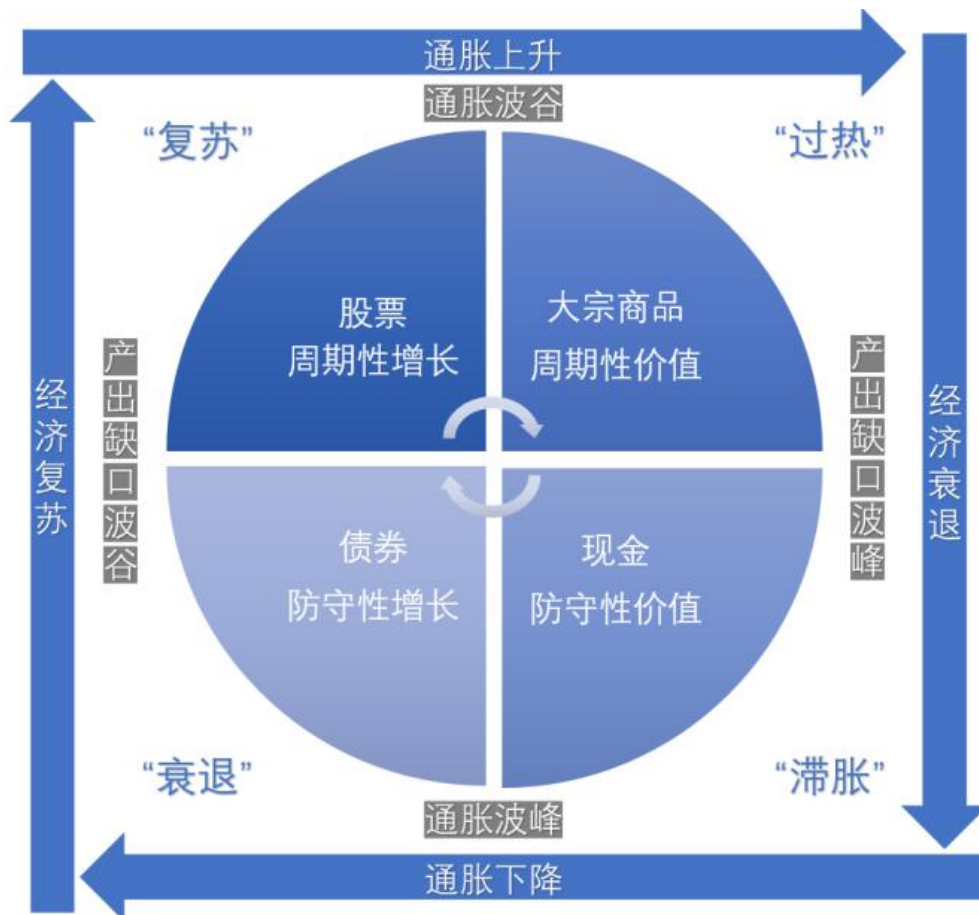 通胀上升
通胀波谷
“复苏”
“过热”
股票
周期性增长
大宗商品
周期性价值
经济复苏
产出缺口波谷
产出缺口波峰
经济衰退
债券
防守性增长
现金
防守性价值
“衰退”
“滞胀”
通胀波峰
通胀下降